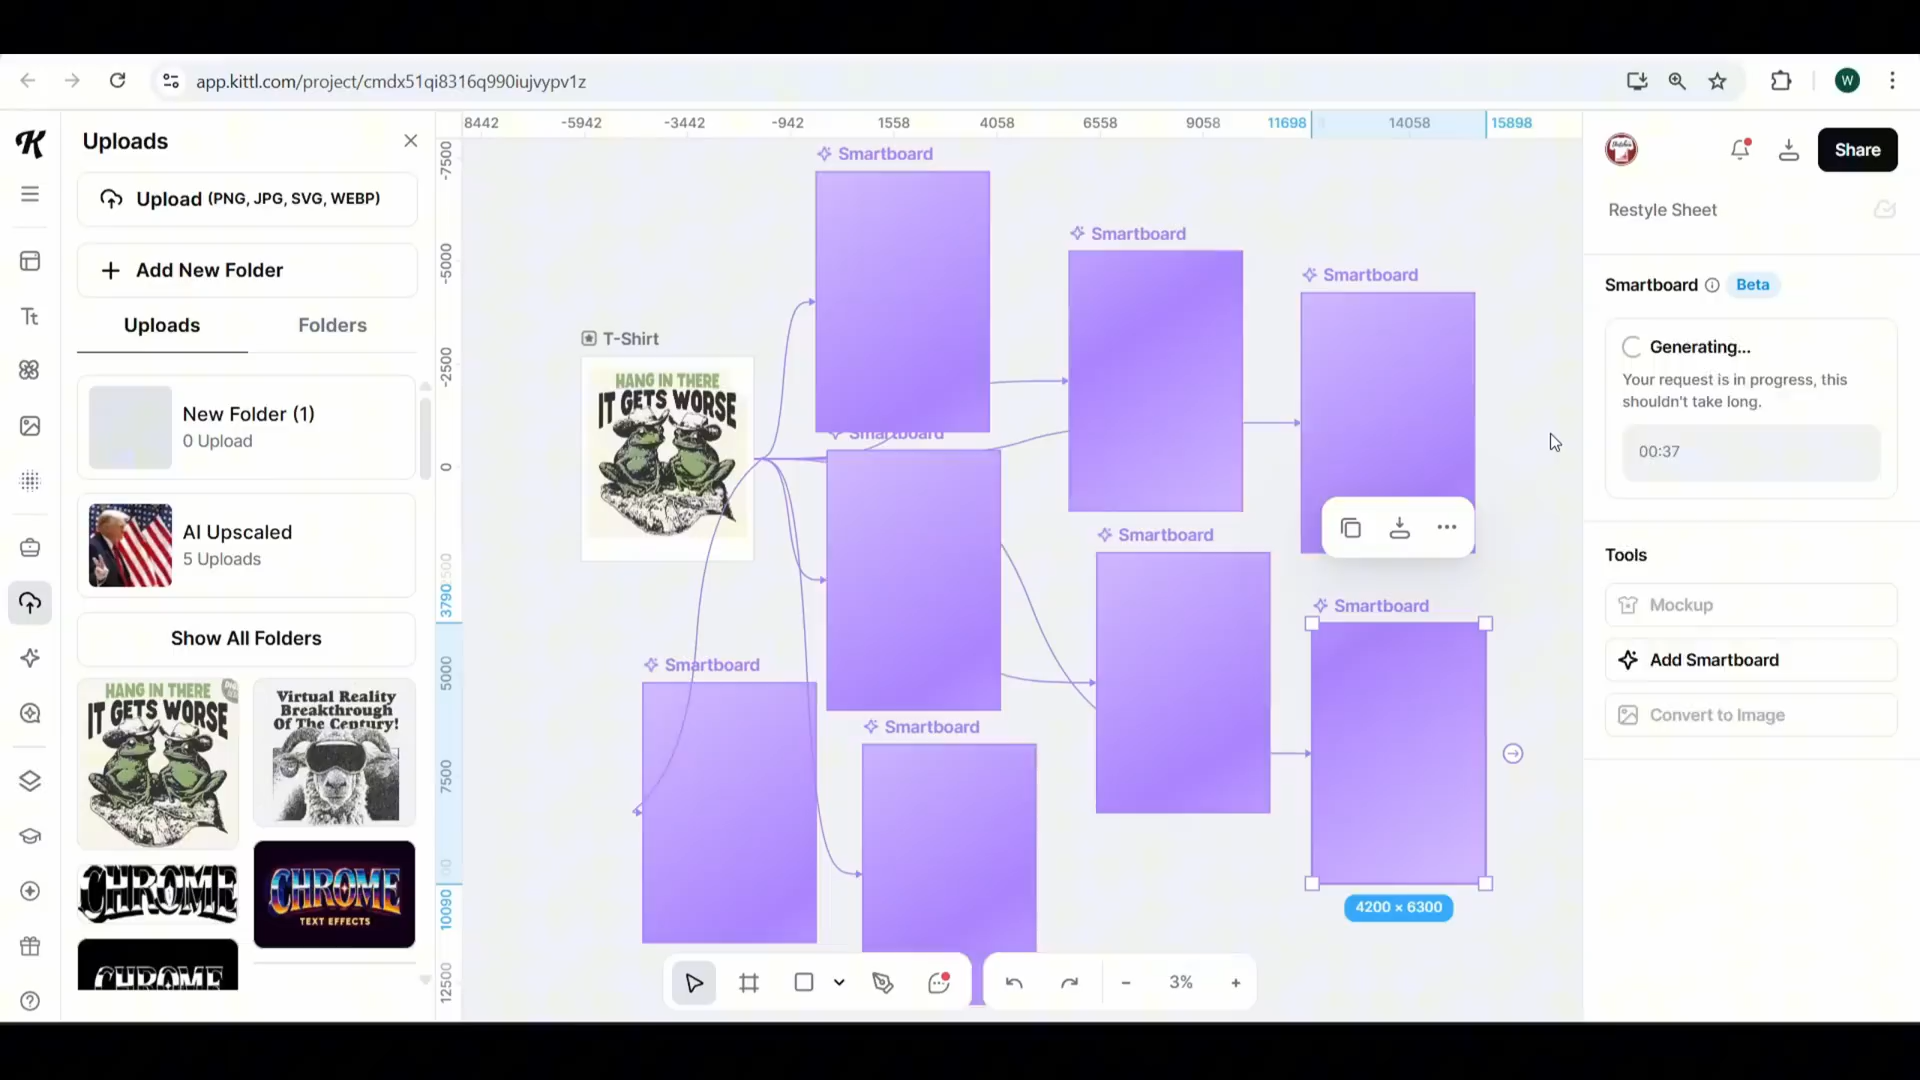 app.kittl.com/project/cmdx51qi8316q990iujvypv1z
W
K
Uploads
Upload (PNG, JPG, SVG, WEBP)
Add New Folder
Uploads
Folders
New Folder (1)
0 Upload
AI Upscaled
5 Uploads
Show All Folders
HANG IN THERE
IT GETS WORSE
Virtual Reality
Breakthrough
Of The Century!
CHROME
CHROME
TEXT EFFECTS
CHROME
Tt
8442
-5942
-3442
-942
1558
4058
6558
9058
11698
14058
15898
-7500
-5000
-2500
0
3790
5000
7500
10090
12500
Smartboard
Smartboard
Smartboard
T-Shirt
HANG IN THERE
IT GETS WORSE
Smartboard
Smartboard
Smartboard
Smartboard
Smartboard
4200 × 6300
3%
Share
Restyle Sheet
Smartboard
Beta
Generating...
Your request is in progress, this
shouldn't take long.
00:37
Tools
Mockup
Add Smartboard
Convert to Image